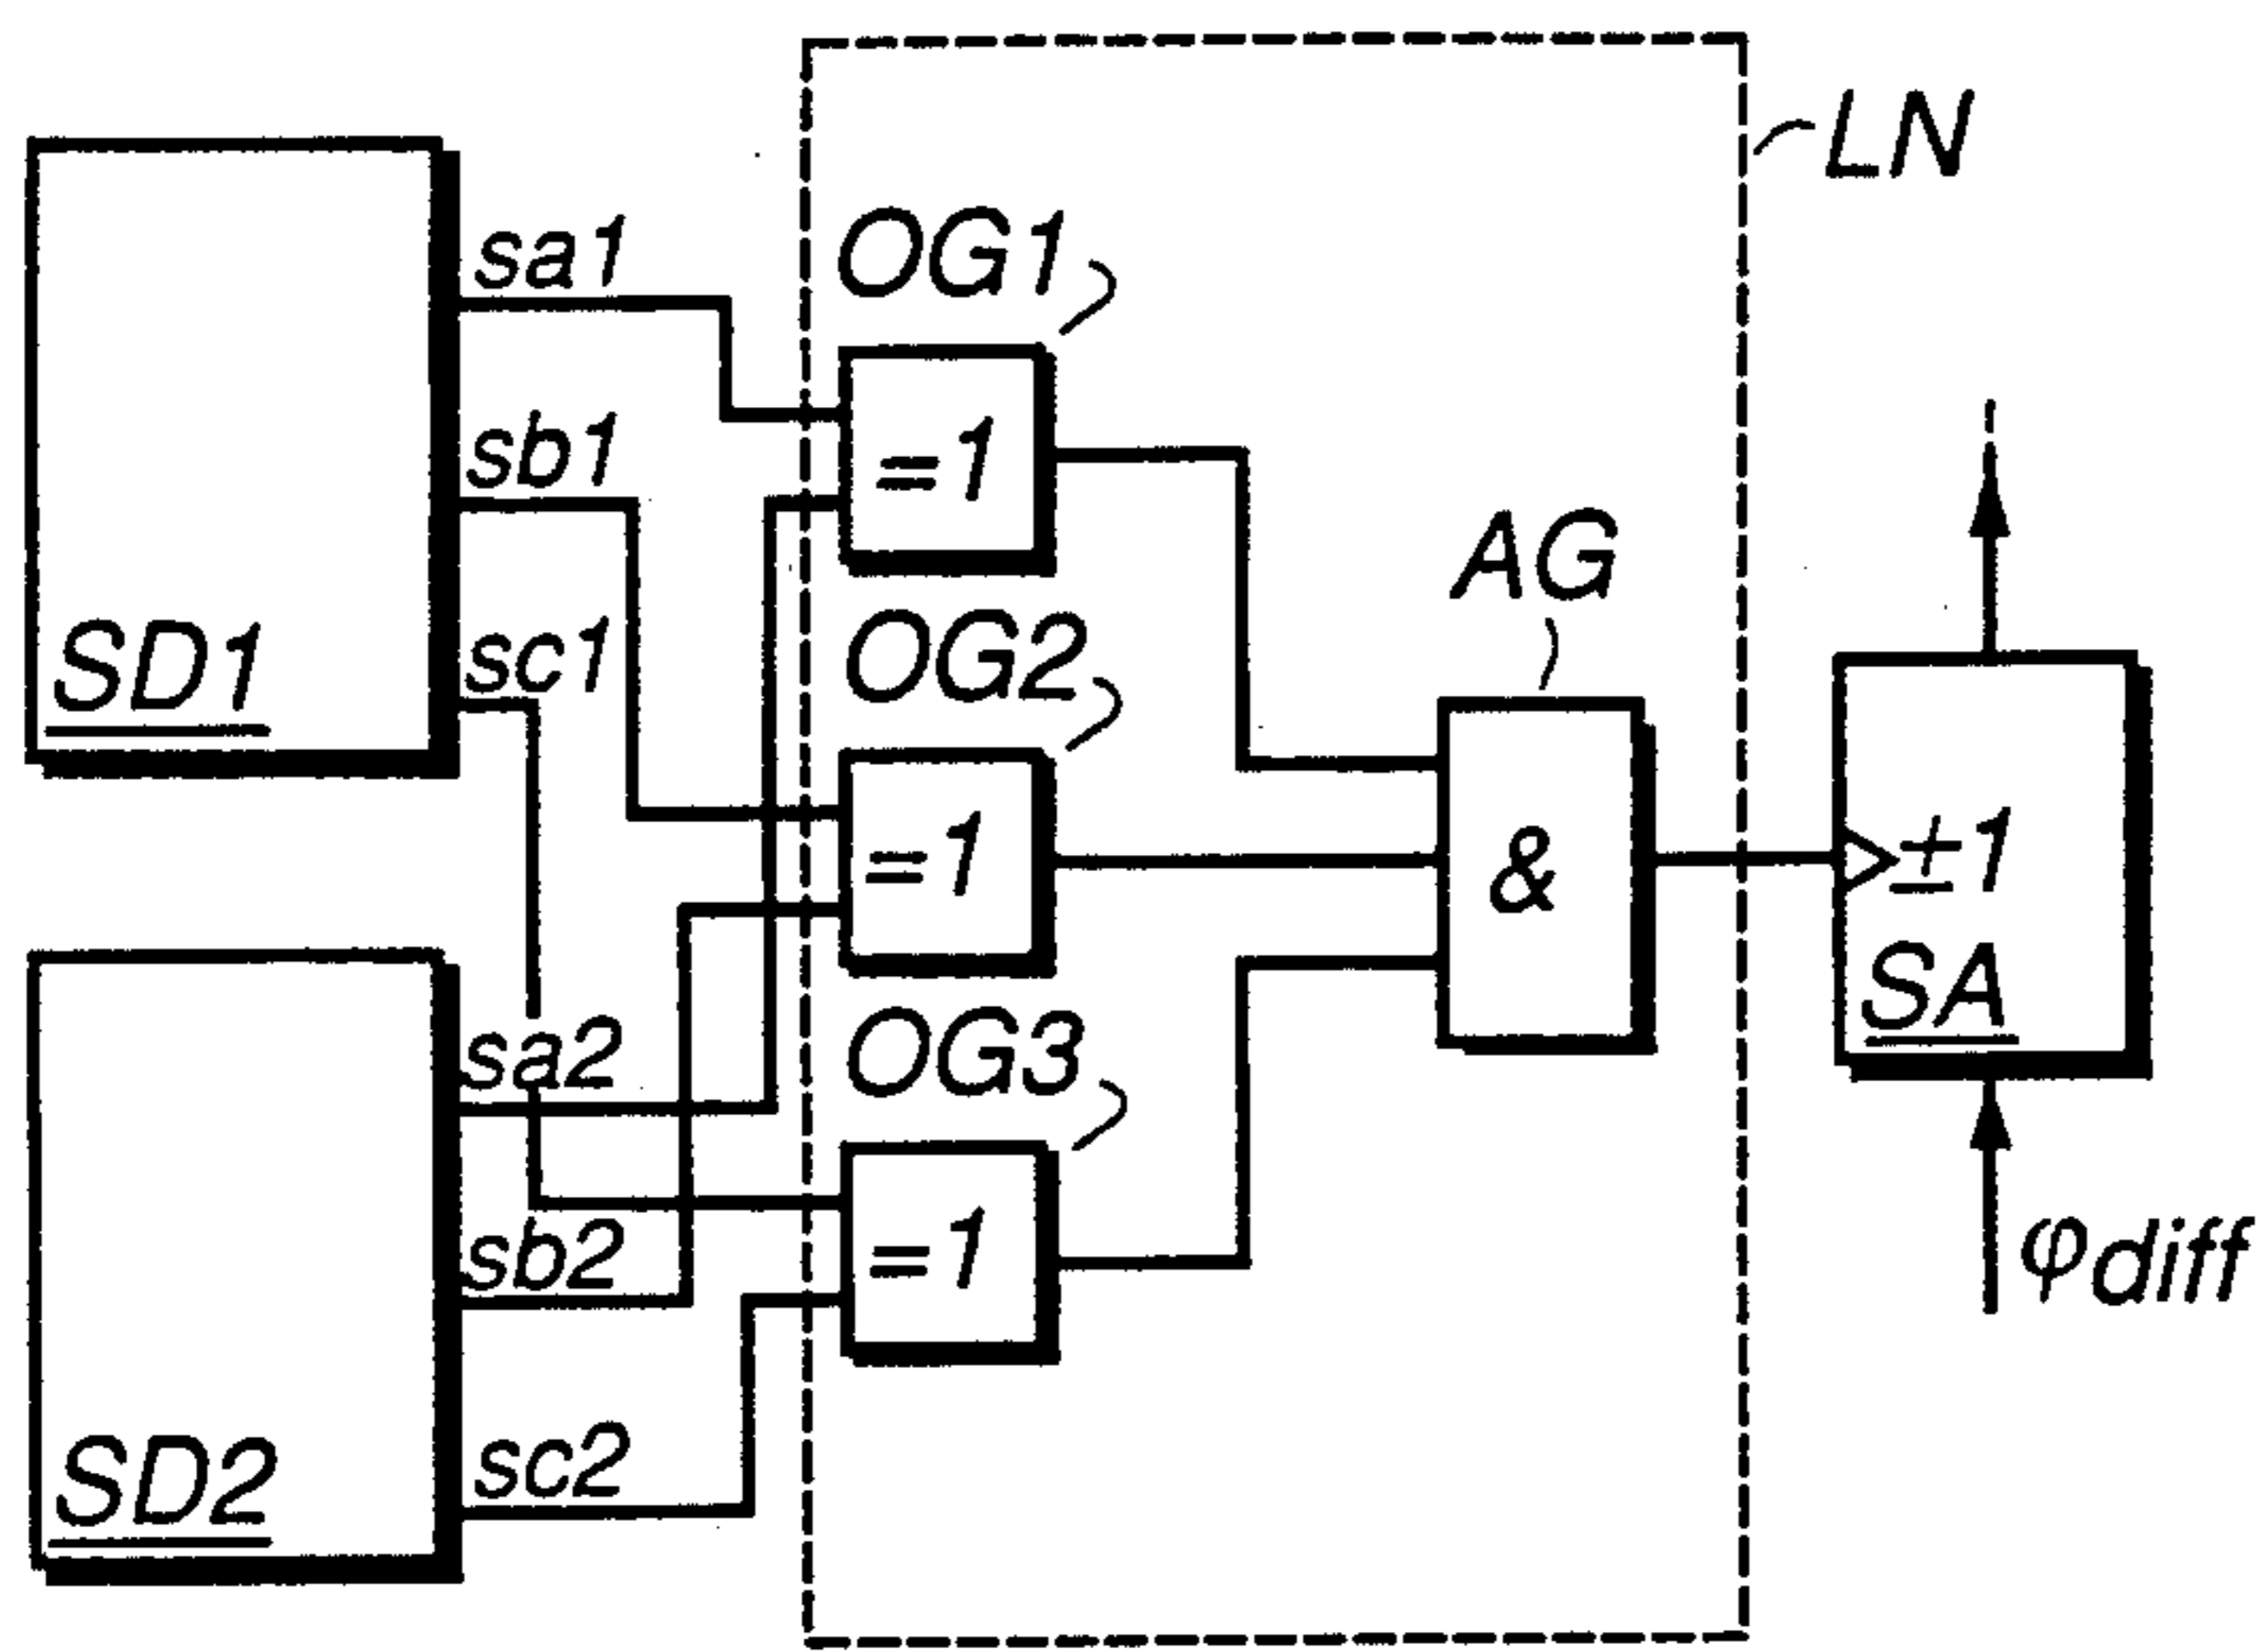 LN
sa1
OG1
sb1
=1
AG
SD1
sc1
OG2
=1
&
±1
SA
sa2
OG3
sb2
=1
φdiff
SD2
sc2